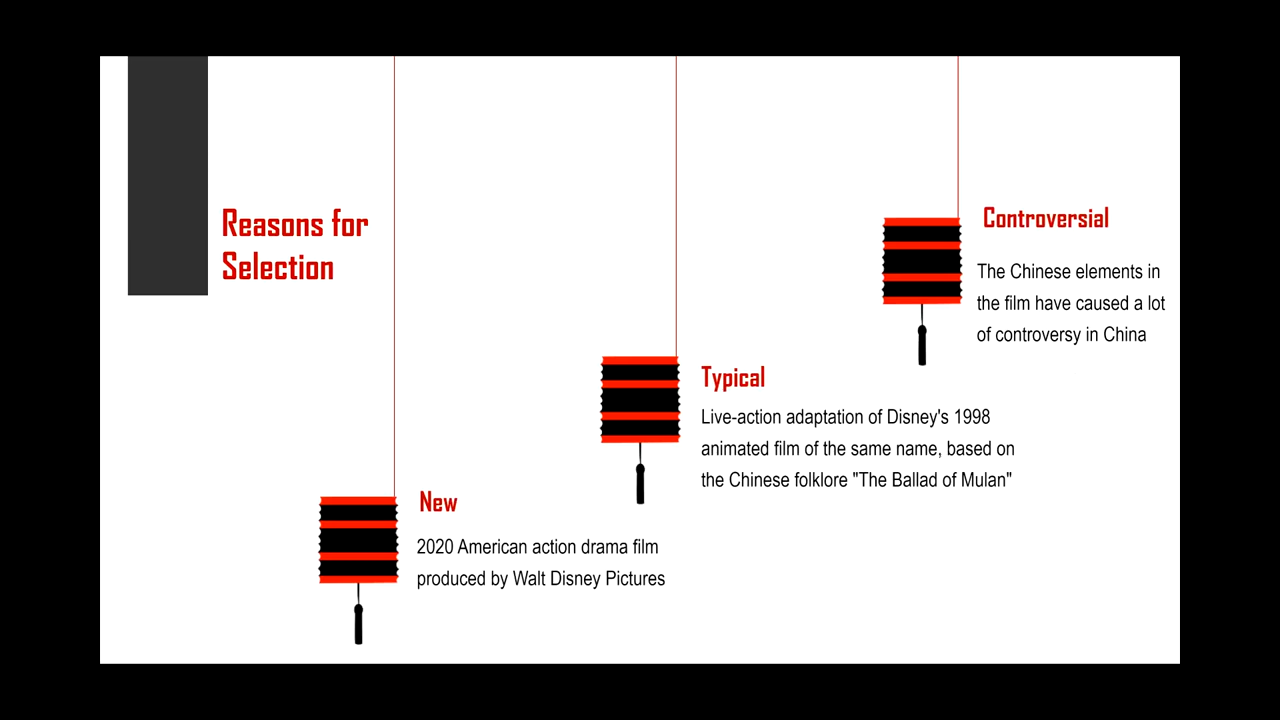 Reasons for
Selection
Controversial
The Chinese elements in
the film have caused a lot
of controversy in China
Typical
Live-action adaptation of Disney's 1998
animated film of the same name, based on
the Chinese folklore "The Ballad of Mulan"
New
2020 American action drama film
produced by Walt Disney Pictures